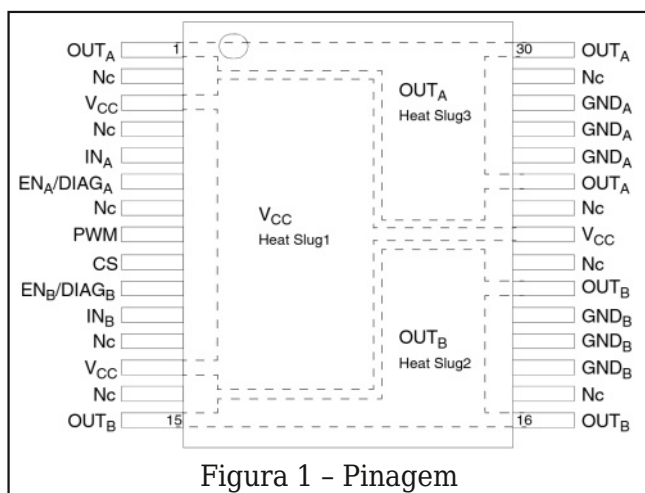 OUTA 1 30 OUTA
Nc OUTA Nc
VCC Heat Slug3 GNDA
Nc GNDA
INA GNDA
ENA/DIAGA OUTA
Nc VCC Nc
PWM Heat Slug1 VCC
CS Nc
ENB/DIAGB OUTB
INB GNDB
Nc OUTB GNDB
VCC Heat Slug2 GNDB
Nc Nc
OUTB 15 16 OUTB
Figura 1 – Pinagem